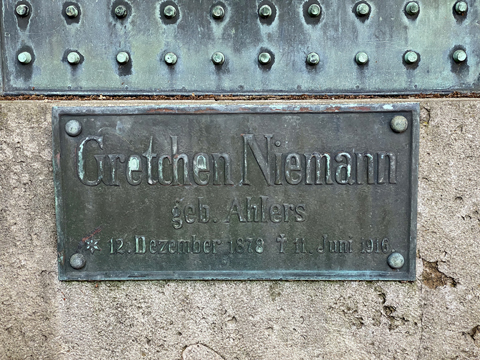 Gretchen Niemann
geb. Ahlers
* 12. Dezember 1878 † 11. Juni 1916.